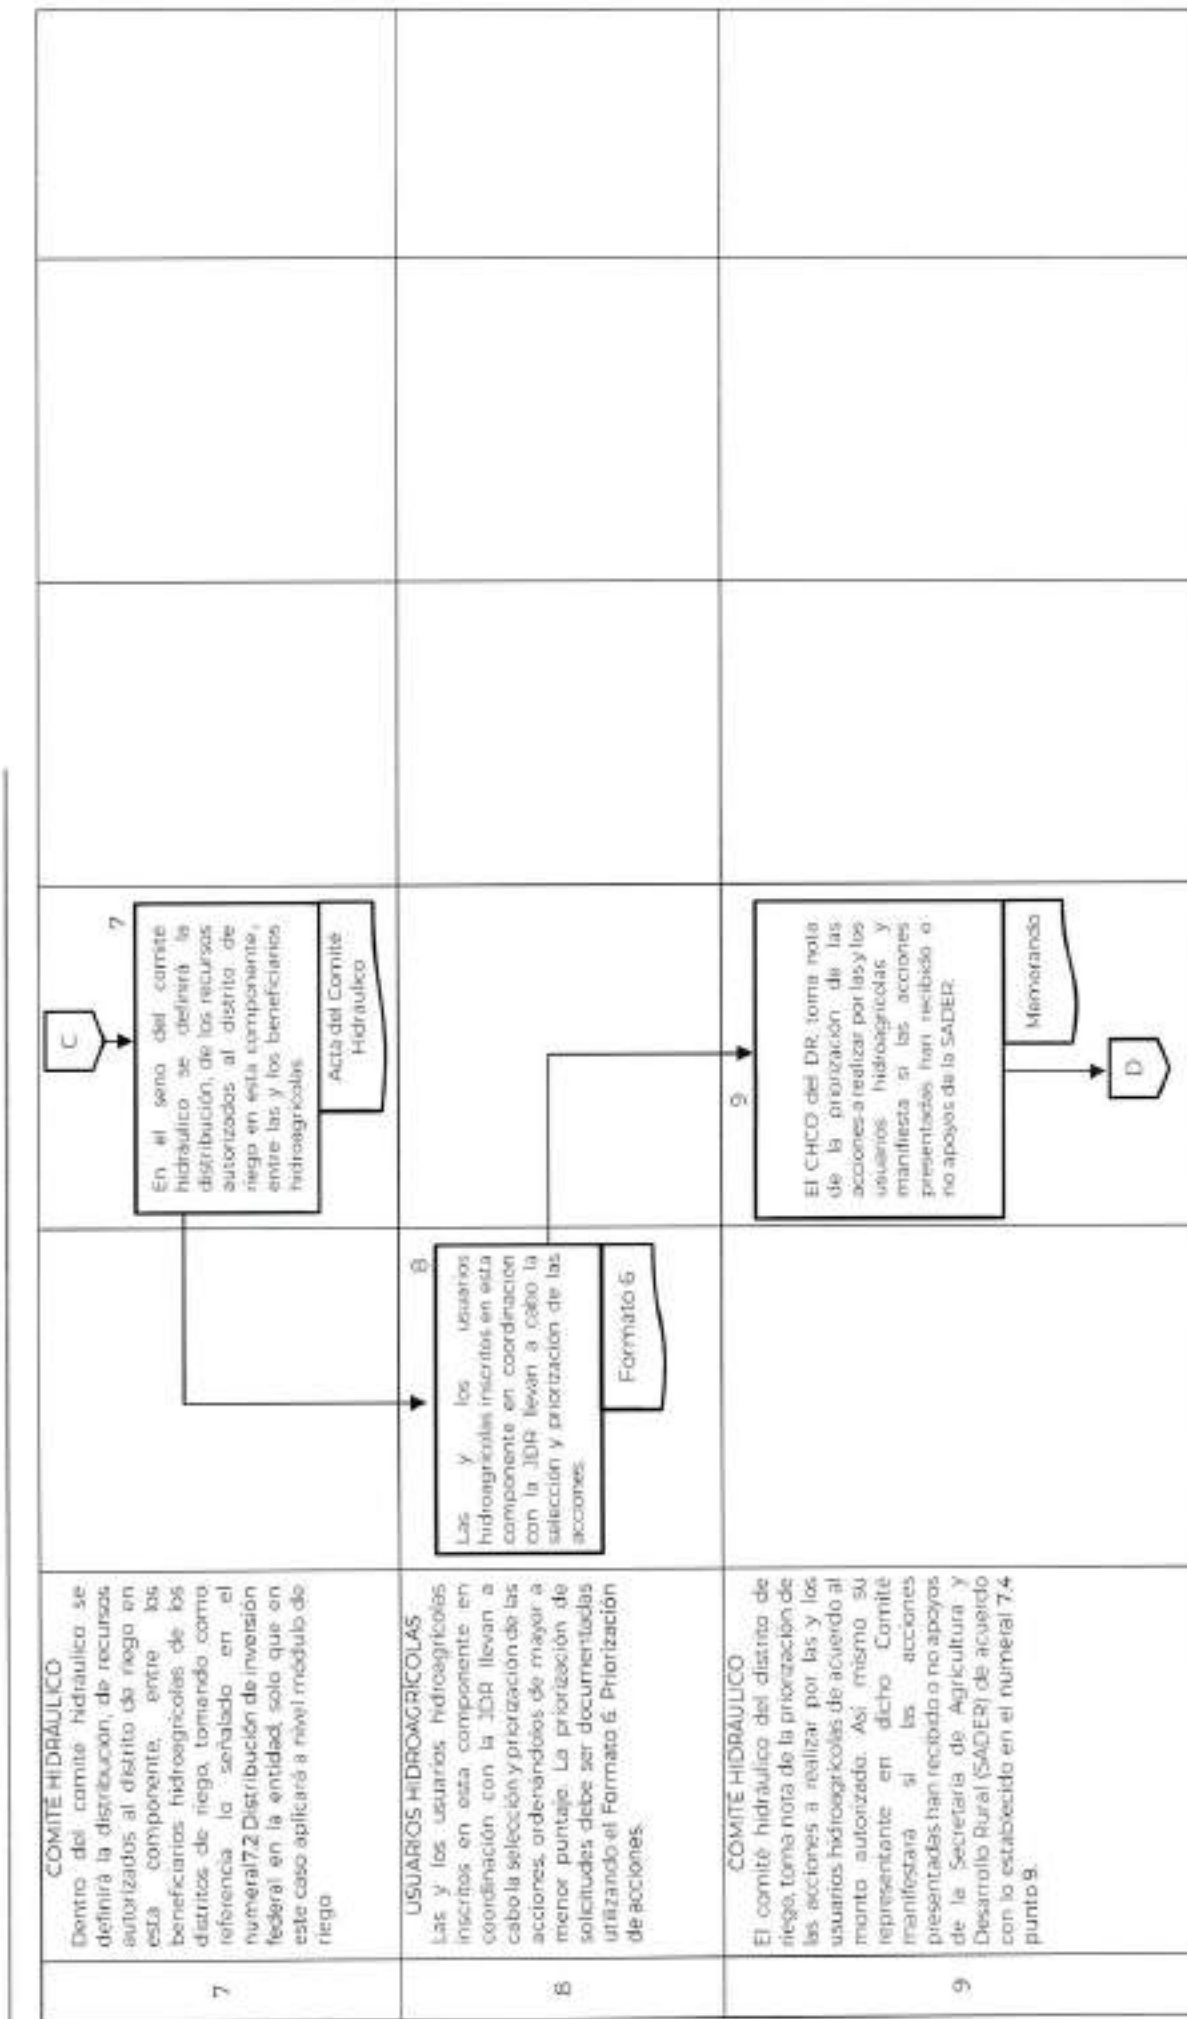 7
COMITÉ HIDRÁULICO
Dentro del comité hidráulico se
definirá la distribución, de recursos
autorizados al distrito de riego en
esta componente, entre los
beneficiarios hidroagrícolas de los
distritos de riego, tomando como
referencia lo señalado en el
numeral7.2 Distribución de inversión
federal en la entidad, solo que en
este caso aplicará a nivel módulo de
riego
C
7
En el seno del comité
hidráulico se definirá la
distribución, de los recursos
autorizados al distrito de
riego en esta componente,
entre las y los beneficiarios
hidroagrícolas.
Acta del Comité
Hidráulico
8
USUARIOS HIDROAGRÍCOLAS
Las y los usuarios hidroagrícolas
inscritos en esta componente en
coordinación con la JDR llevan a
cabo la selección y priorización de las
acciones, ordenándolos de mayor a
menor puntaje. La priorización de
solicitudes debe ser documentadas
utilizando el Formato 6. Priorización
de acciones.
8
Las y los usuarios
hidroagrícolas inscritos en esta
componente en coordinación
con la JDR llevan a cabo la
selección y priorización de las
acciones.
Formato 6
9
COMITÉ HIDRÁULICO
El comité hidráulico del distrito de
riego, toma nota de la priorización de
las acciones a realizar por las y los
usuarios hidroagrícolas de acuerdo al
monto autorizado. Así mismo su
representante en dicho Comité
manifestará si las acciones
presentadas han recibido o no apoyos
de la Secretaría de Agricultura y
Desarrollo Rural (SADER) de acuerdo
con lo establecido en el numeral 7.4
punto 9.
9
El CHCO del DR, toma nota
de la priorización de las
acciones a realizar por las y los
usuarios hidroagrícolas y
manifiesta si las acciones
presentadas han recibido o
no apoyos de la SADER.
Memorando
D